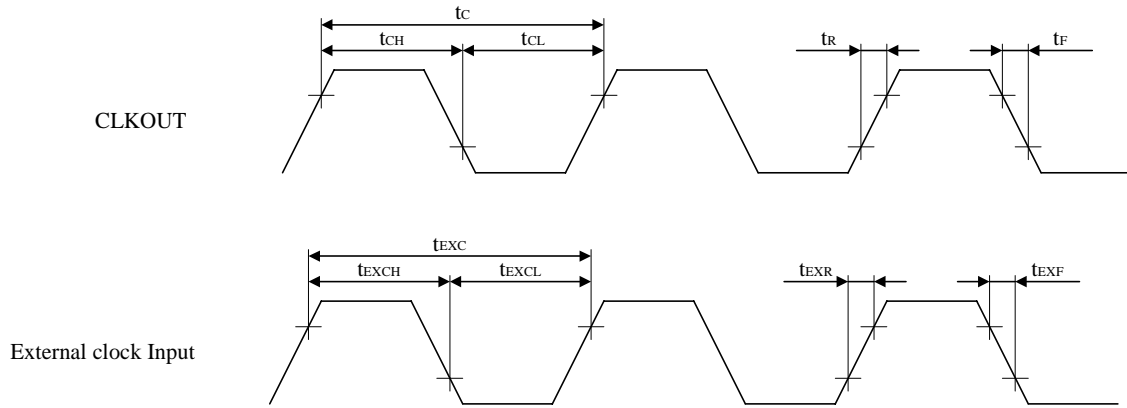 tC
tCH tCL tR tF
CLKOUT
tEXC
tEXCH tEXCL tEXR tEXF
External clock Input